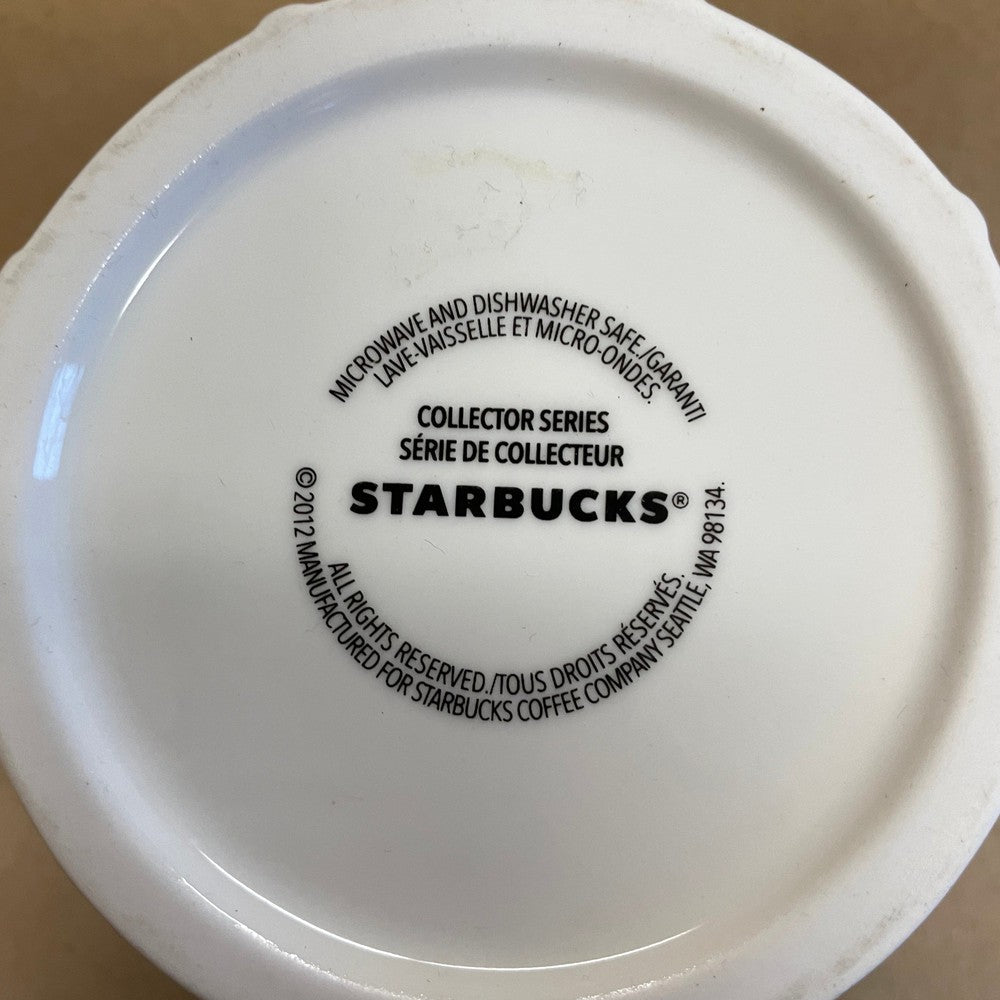 MICROWAVE AND DISHWASHER SAFE./GARANTI
LAVE-VAISSELLE ET MICRO-ONDES.
COLLECTOR SERIES
SÉRIE DE COLLECTEUR
STARBUCKS®
ALL RIGHTS RESERVED./TOUS DROITS RÉSERVÉS.
© 2012 MANUFACTURED FOR STARBUCKS COFFEE COMPANY SEATTLE, WA 98134.